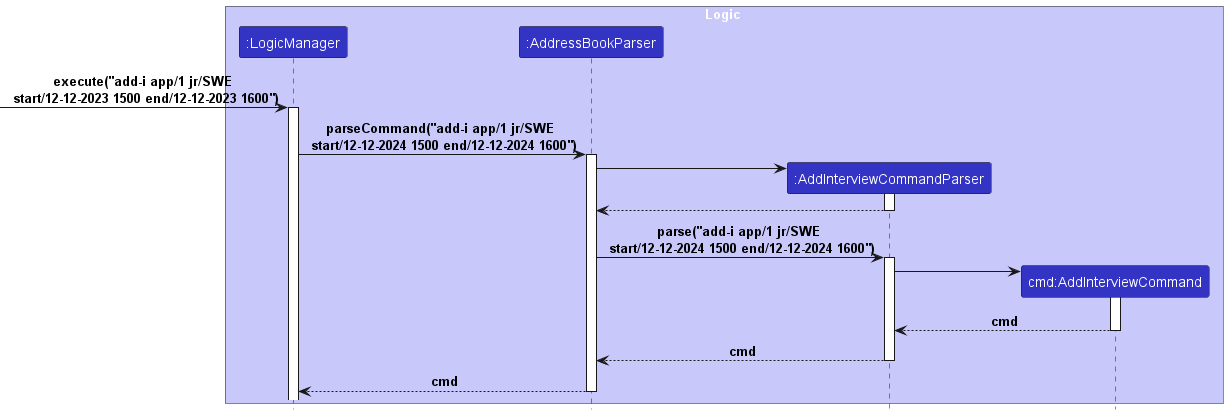 Logic
:LogicManager
:AddressBookParser
execute("add-i app/1 jr/SWE
start/12-12-2023 1500 end/12-12-2023 1600")
parseCommand("add-i app/1 jr/SWE
start/12-12-2024 1500 end/12-12-2024 1600")
:AddInterviewCommandParser
parse("add-i app/1 jr/SWE
start/12-12-2024 1500 end/12-12-2024 1600")
cmd:AddInterviewCommand
cmd
cmd
cmd